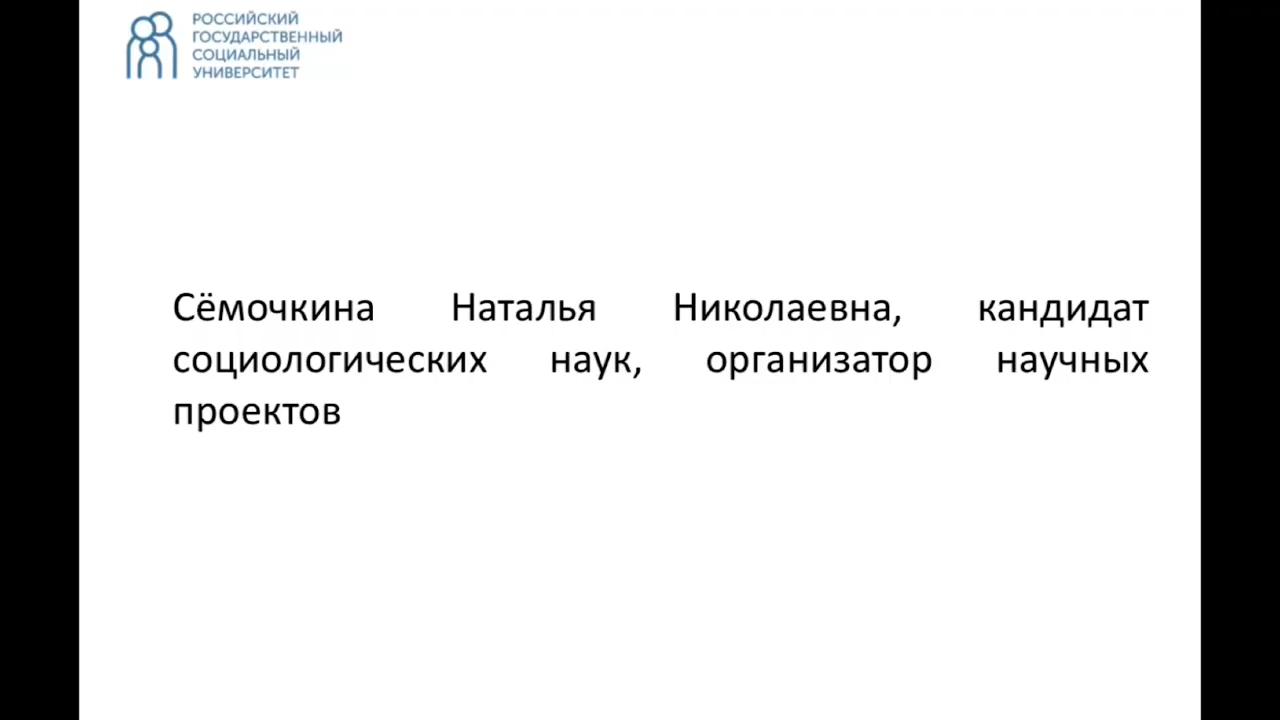 РОССИЙСКИЙ
ГОСУДАРСТВЕННЫЙ
СОЦИАЛЬНЫЙ
УНИВЕРСИТЕТ
Сёмочкина Наталья Николаевна, кандидат
социологических наук, организатор научных
проектов